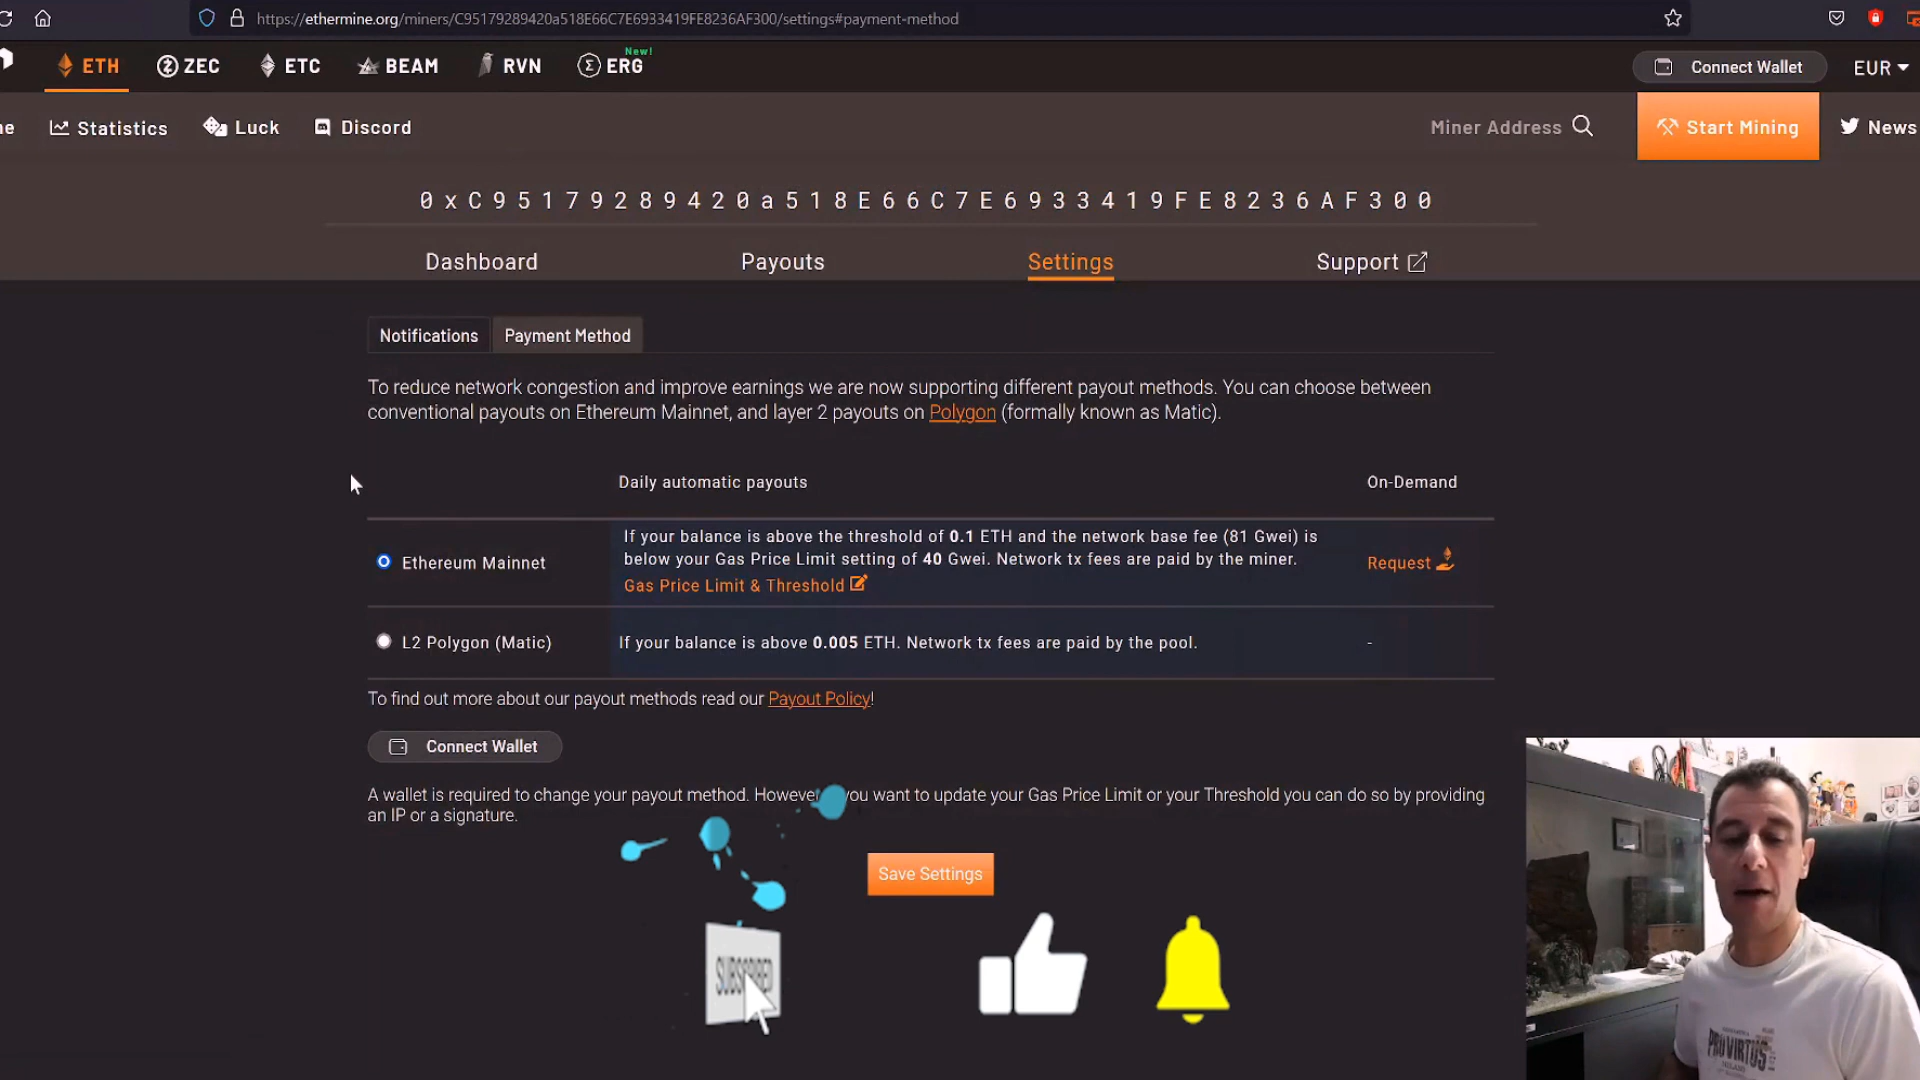 https://ethermine.org/miners/C95179289420a518E66C7E6933419FE8236AF300/settings#payment-method
ETH ZEC ETC BEAM RVN ERG New! Connect Wallet EUR
Statistics Luck Discord Miner Address Start Mining News
0xC95179289420a518E66C7E6933419FE8236AF300
Dashboard Payouts Settings Support
Notifications Payment Method
To reduce network congestion and improve earnings we are now supporting different payout methods. You can choose between
conventional payouts on Ethereum Mainnet, and layer 2 payouts on Polygon (formally known as Matic).
Daily automatic payouts On-Demand
If your balance is above the threshold of 0.1 ETH and the network base fee (81 Gwei) is
Ethereum Mainnet below your Gas Price Limit setting of 40 Gwei. Network tx fees are paid by the miner. Request
Gas Price Limit & Threshold
L2 Polygon (Matic) If your balance is above 0.005 ETH. Network tx fees are paid by the pool. -
To find out more about our payout methods read our Payout Policy!
Connect Wallet
A wallet is required to change your payout method. However you want to update your Gas Price Limit or your Threshold you can do so by providing
an IP or a signature.
Save Settings
SUBSCRIBED
PROVIRTUS